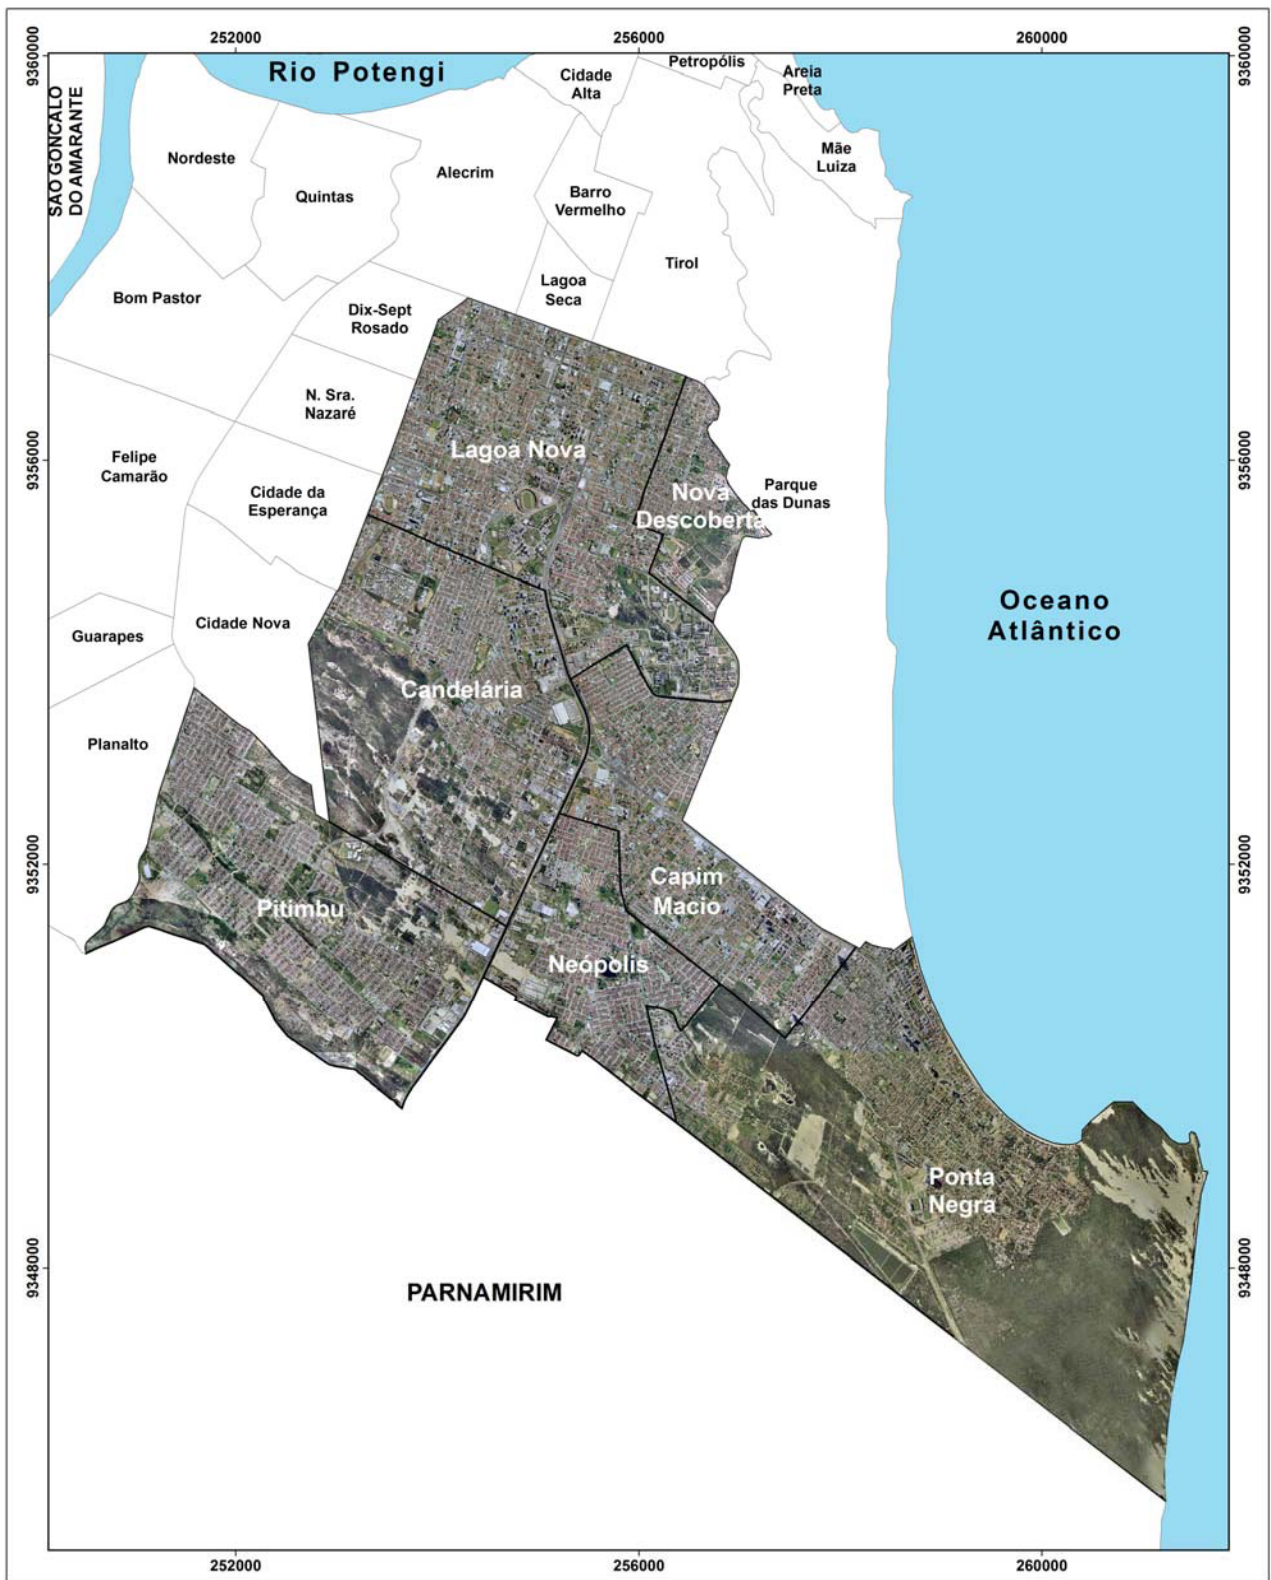 252000
256000
260000
9360000
9360000
Rio Potengi
Petropólis
Cidade
Alta
Areia
Preta
SÃO GONÇALO
DO AMARANTE
Nordeste
Quintas
Alecrim
Mãe
Luiza
Barro
Vermelho
Tirol
Bom Pastor
Lagoa
Seca
Dix-Sept
Rosado
N. Sra.
Nazaré
Lagoa Nova
9356000
9356000
Felipe
Camarão
Cidade da
Esperança
Nova
Descoberta
Parque
das Dunas
Oceano
Atlântico
Guarapes
Cidade Nova
Candelária
Planalto
9352000
9352000
Capim
Macio
Pitimbu
Neópolis
Ponta
Negra
9348000
9348000
PARNAMIRIM
252000
256000
260000